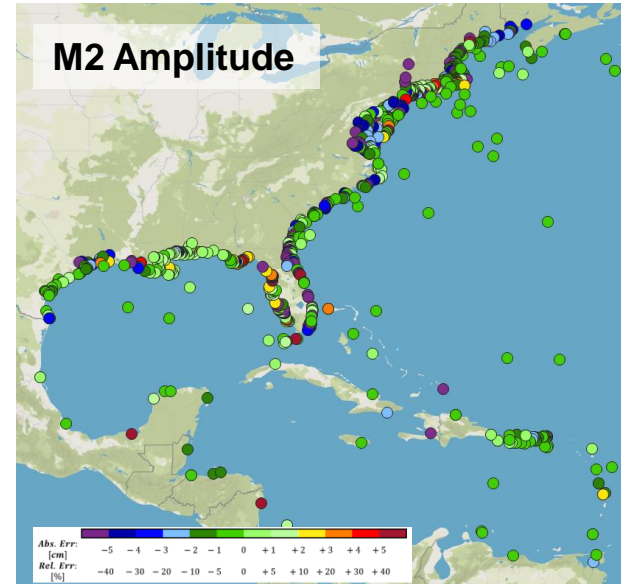 M2 Amplitude
Abs. Err:
[cm]
−5 −4 −3 −2 −1 0 +1 +2 +3 +4 +5
Rel. Err:
[%]
−40 −30 −20 −10 −5 0 +5 +10 +20 +30 +40